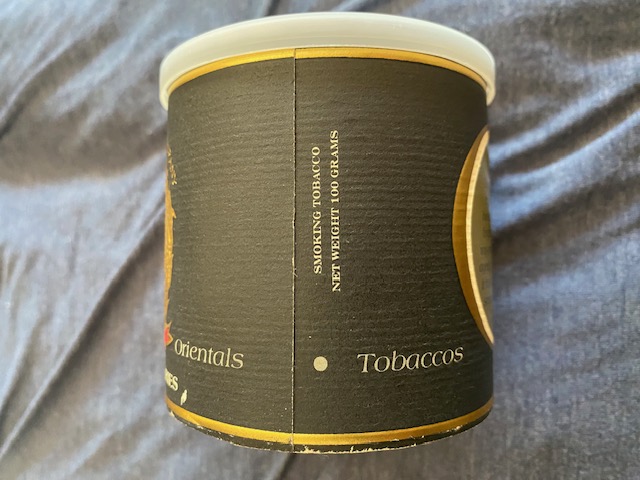 SMOKING TOBACCO
NET WEIGHT 100 GRAMS
Orientals
Tobaccos